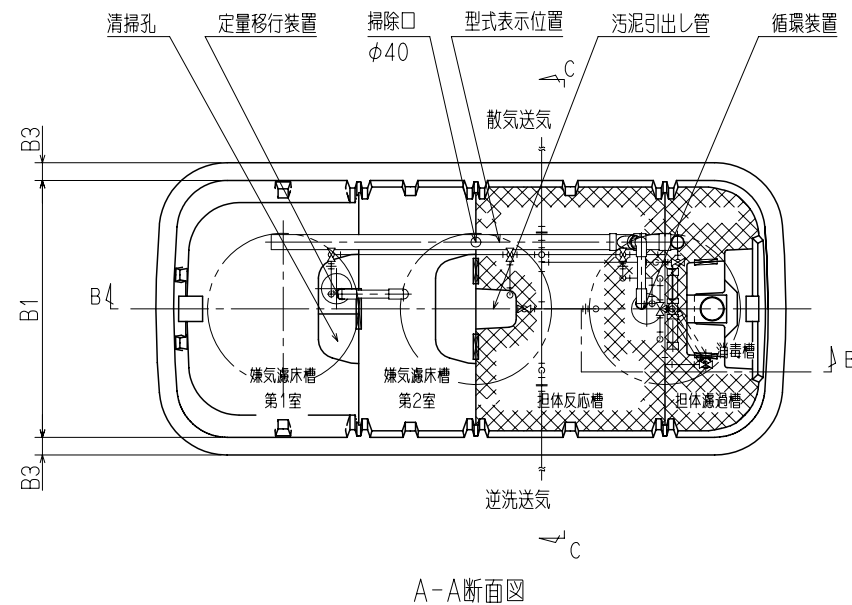 清掃孔
定量移行装置
掃除口
φ40
型式表示位置
汚泥引出し管
循環装置
C
散気送気
B3
B1
B
B
消毒槽
嫌気濾床槽
第1室
嫌気濾床槽
第2室
担体反応槽
担体濾過槽
B3
逆洗送気
C
A-A断面図